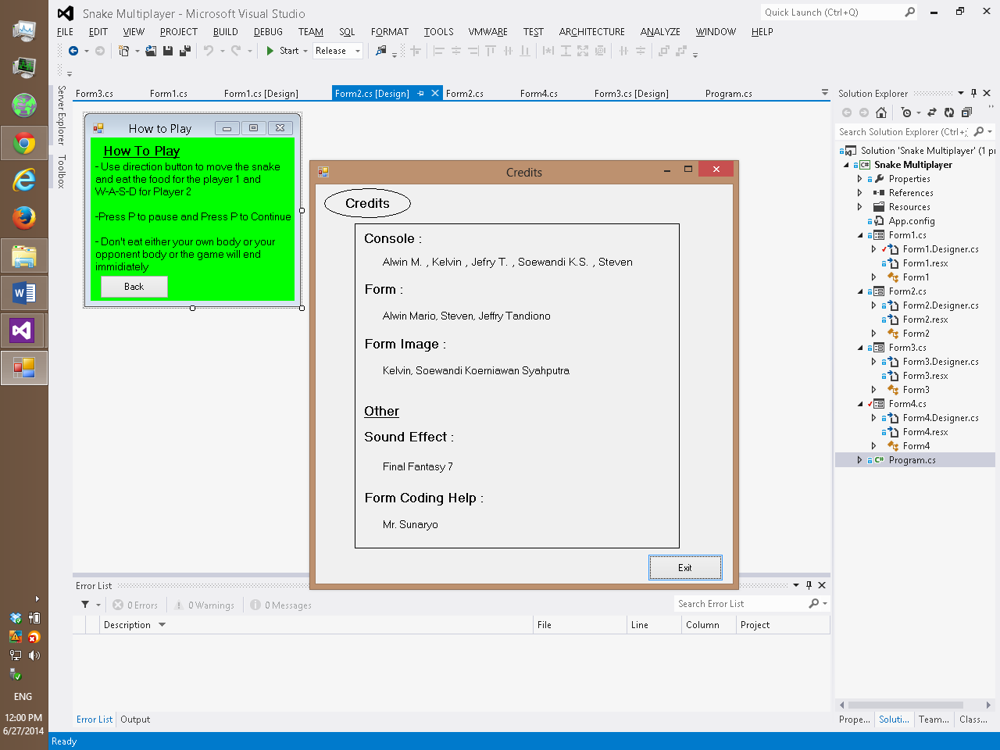 Snake Multiplayer - Microsoft Visual Studio
Quick Launch (Ctrl+Q)
FILE EDIT VIEW PROJECT BUILD DEBUG TEAM SQL FORMAT TOOLS VMWARE TEST ARCHITECTURE ANALYZE WINDOW HELP
Start Release
Server Explorer
Toolbox
Form3.cs Form1.cs Form1.cs [Design] Form2.cs [Design] Form2.cs Form4.cs Form3.cs [Design] Program.cs
How to Play
How To Play
- Use direction button to move the snake
and eat the food for the player 1 and
W-A-S-D for Player 2
-Press P to pause and Press P to Continue
- Don't eat either your own body or your
opponent body or the game will end
immidiately
Back
Credits
Credits
Console :
Alwin M. , Kelvin , Jefry T. , Soewandi K.S. , Steven
Form :
Alwin Mario, Steven, Jeffry Tandiono
Form Image :
Kelvin, Soewandi Koerniawan Syahputra
Other
Sound Effect :
Final Fantasy 7
Form Coding Help :
Mr. Sunaryo
Exit
Solution Explorer
Search Solution Explorer (Ctrl+;)
Solution 'Snake Multiplayer' (1 pr
Snake Multiplayer
Properties
References
Resources
App.config
Form1.cs
Form1.Designer.cs
Form1.resx
Form1
Form2.cs
Form2.Designer.cs
Form2.resx
Form2
Form3.cs
Form3.Designer.cs
Form3.resx
Form3
Form4.cs
Form4.Designer.cs
Form4.resx
Form4
Program.cs
Prope... Soluti... Team... Class...
Error List
0 Errors 0 Warnings 0 Messages
Search Error List
Description File Line Column Project
Error List Output
Ready
ENG
12:00 PM
6/27/2014